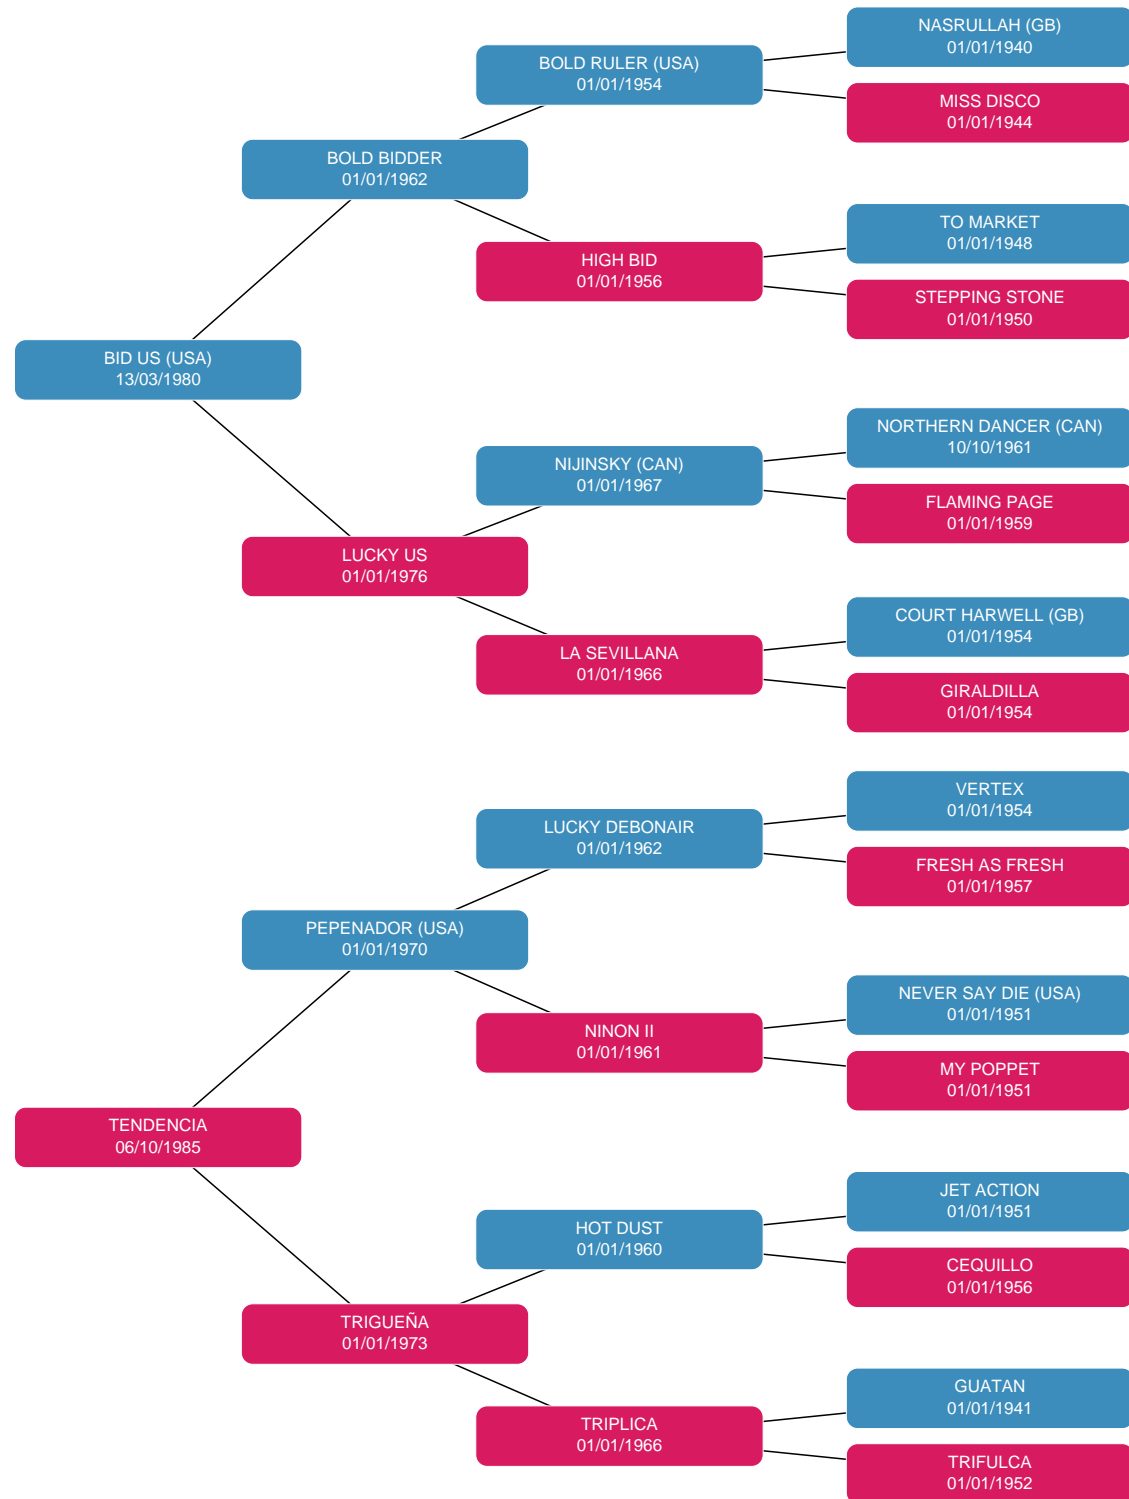 NASRULLAH (GB)
01/01/1940
BOLD RULER (USA)
01/01/1954
MISS DISCO
01/01/1944
BOLD BIDDER
01/01/1962
TO MARKET
01/01/1948
HIGH BID
01/01/1956
STEPPING STONE
01/01/1950
BID US (USA)
13/03/1980
NORTHERN DANCER (CAN)
10/10/1961
NIJINSKY (CAN)
01/01/1967
FLAMING PAGE
01/01/1959
LUCKY US
01/01/1976
COURT HARWELL (GB)
01/01/1954
LA SEVILLANA
01/01/1966
GIRALDILLA
01/01/1954
VERTEX
01/01/1954
LUCKY DEBONAIR
01/01/1962
FRESH AS FRESH
01/01/1957
PEPENADOR (USA)
01/01/1970
NEVER SAY DIE (USA)
01/01/1951
NINON II
01/01/1961
MY POPPET
01/01/1951
TENDENCIA
06/10/1985
JET ACTION
01/01/1951
HOT DUST
01/01/1960
CEQUILLO
01/01/1956
TRIGUEÑA
01/01/1973
GUATAN
01/01/1941
TRIPLICA
01/01/1966
TRIFULCA
01/01/1952